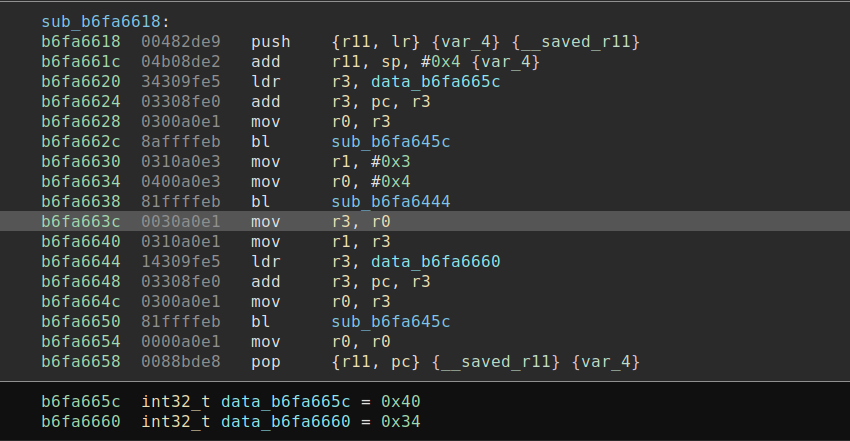 sub_b6fa6618:
b6fa6618  00482de9   push    {r11, lr} {var_4} {__saved_r11}
b6fa661c  04b08de2   add     r11, sp, #0x4 {var_4}
b6fa6620  34309fe5   ldr     r3, data_b6fa665c
b6fa6624  03308fe0   add     r3, pc, r3
b6fa6628  0300a0e1   mov     r0, r3
b6fa662c  8affffeb   bl      sub_b6fa645c
b6fa6630  0310a0e3   mov     r1, #0x3
b6fa6634  0400a0e3   mov     r0, #0x4
b6fa6638  81ffffeb   bl      sub_b6fa6444
b6fa663c  0030a0e1   mov     r3, r0
b6fa6640  0310a0e1   mov     r1, r3
b6fa6644  14309fe5   ldr     r3, data_b6fa6660
b6fa6648  03308fe0   add     r3, pc, r3
b6fa664c  0300a0e1   mov     r0, r3
b6fa6650  81ffffeb   bl      sub_b6fa645c
b6fa6654  0000a0e1   mov     r0, r0
b6fa6658  0088bde8   pop     {r11, pc} {__saved_r11} {var_4}
b6fa665c  int32_t data_b6fa665c = 0x40
b6fa6660  int32_t data_b6fa6660 = 0x34